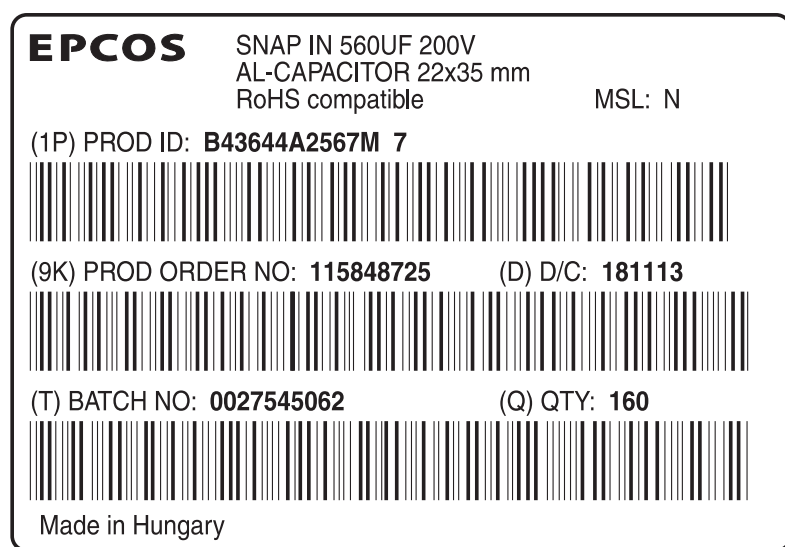 EPCOS
SNAP IN 560UF 200V
AL-CAPACITOR 22x35 mm
RoHS compatible MSL: N
(1P) PROD ID: B43644A2567M 7
(9K) PROD ORDER NO: 115848725 (D) D/C: 181113
(T) BATCH NO: 0027545062 (Q) QTY: 160
Made in Hungary